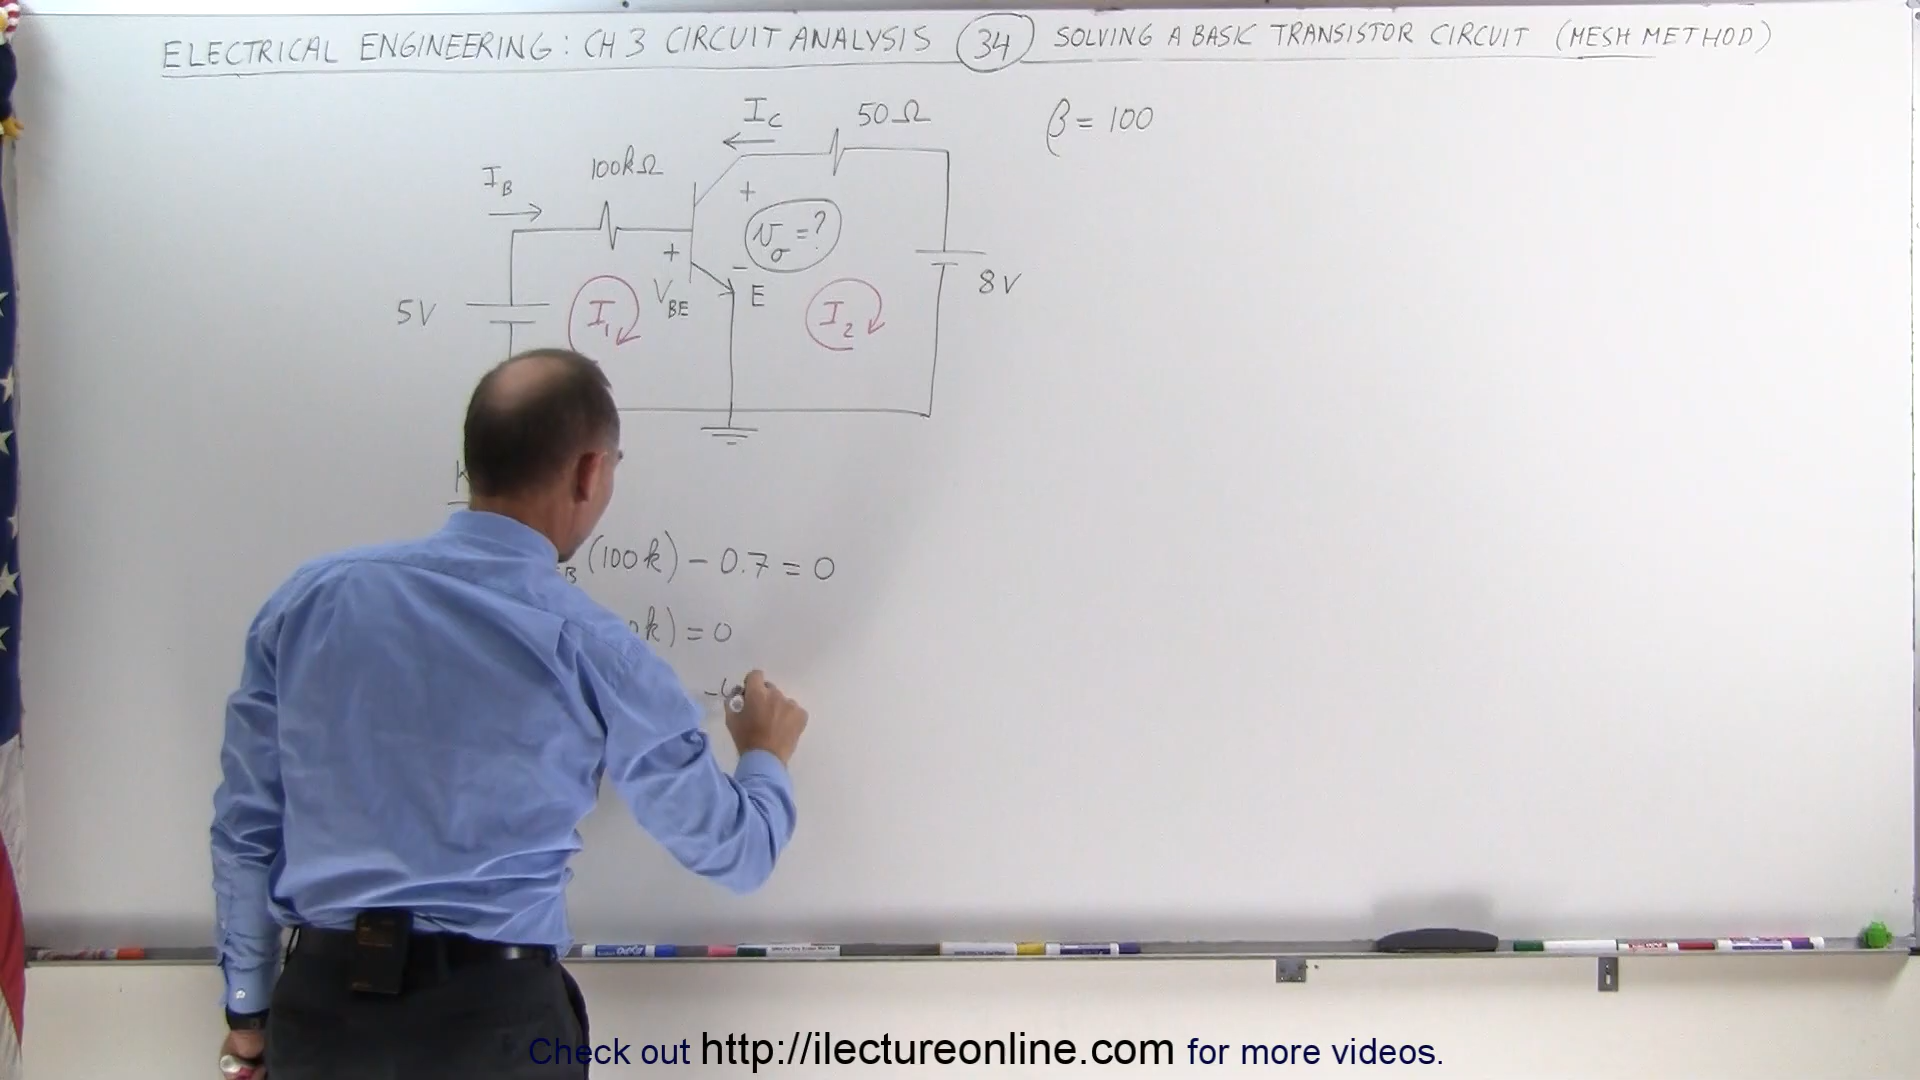 ELECTRICAL ENGINEERING: CH 3 CIRCUIT ANALYSIS 34 SOLVING A BASIC TRANSISTOR CIRCUIT (MESH METHOD)
I_C 50Ω β = 100
I_B 100kΩ
+
+ V_o = ?
-
5V I_1 V_BE E I_2 8V
B (100k) - 0.7 = 0
k) = 0
Check out http://ilectureonline.com for more videos.